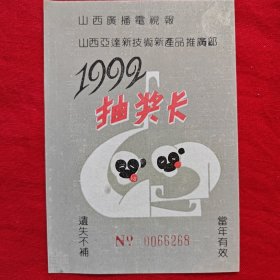 山西廣播電視報
山西亞達新技術新產品推廣部
1992
抽奖卡
遺失不補
當年有效
Nº 0066268